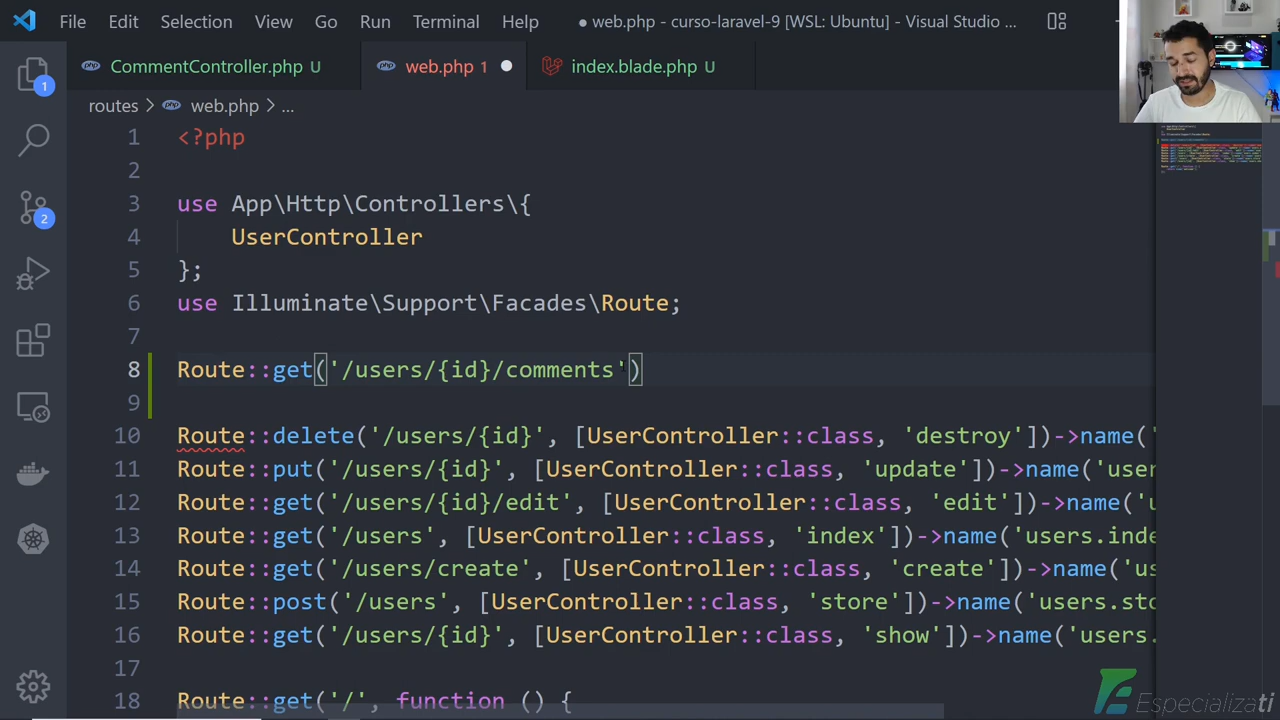 File Edit Selection View Go Run Terminal Help
● web.php - curso-laravel-9 [WSL: Ubuntu] - Visual Studio ...
CommentController.php U
web.php 1
index.blade.php U
routes > web.php > ...
1 <?php
2
3 use App\Http\Controllers\{
4 UserController
5 };
6 use Illuminate\Support\Facades\Route;
7
8 Route::get('/users/{id}/comments')
9
10 Route::delete('/users/{id}', [UserController::class, 'destroy'])->name('
11 Route::put('/users/{id}', [UserController::class, 'update'])->name('user
12 Route::get('/users/{id}/edit', [UserController::class, 'edit'])->name('u
13 Route::get('/users', [UserController::class, 'index'])->name('users.inde
14 Route::get('/users/create', [UserController::class, 'create'])->name('us
15 Route::post('/users', [UserController::class, 'store'])->name('users.sto
16 Route::get('/users/{id}', [UserController::class, 'show'])->name('users.
17
18 Route::get('/', function () {
1
2
Especializati